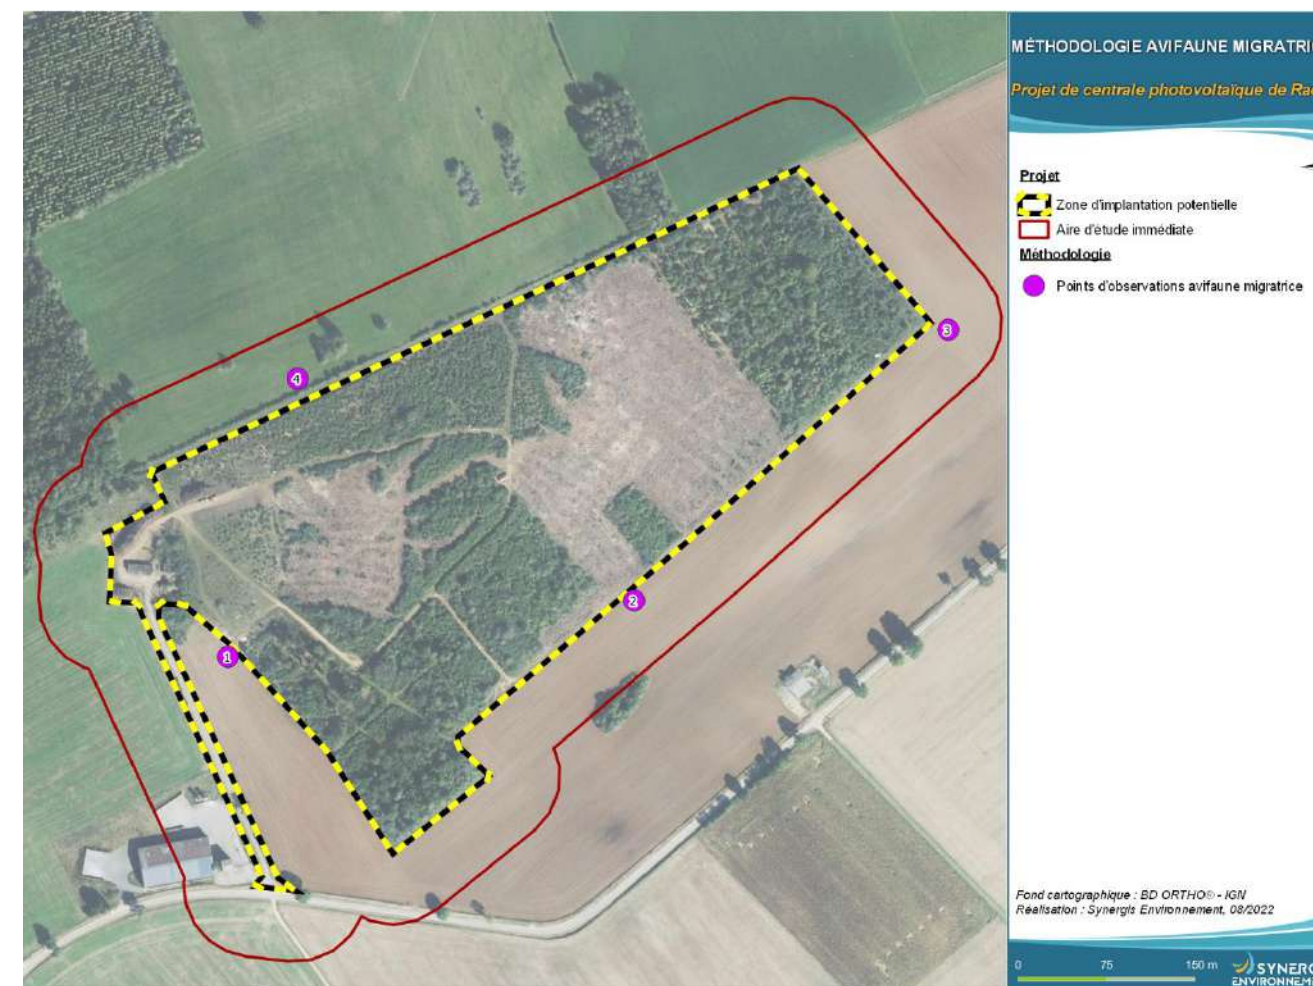 MÉTHODOLOGIE AVIFAUNE MIGRATRI
Projet de centrale photovoltaïque de Ra
Projet
Zone d'implantation potentielle
Aire d'étude immédiate
Méthodologie
Points d'observations avifaune migratrice
4
3
2
1
Fond cartographique : BD ORTHO® - IGN
Réalisation : Synergis Environnement, 08/2022
0 75 150 m
SYNERG
ENVIRONNEM